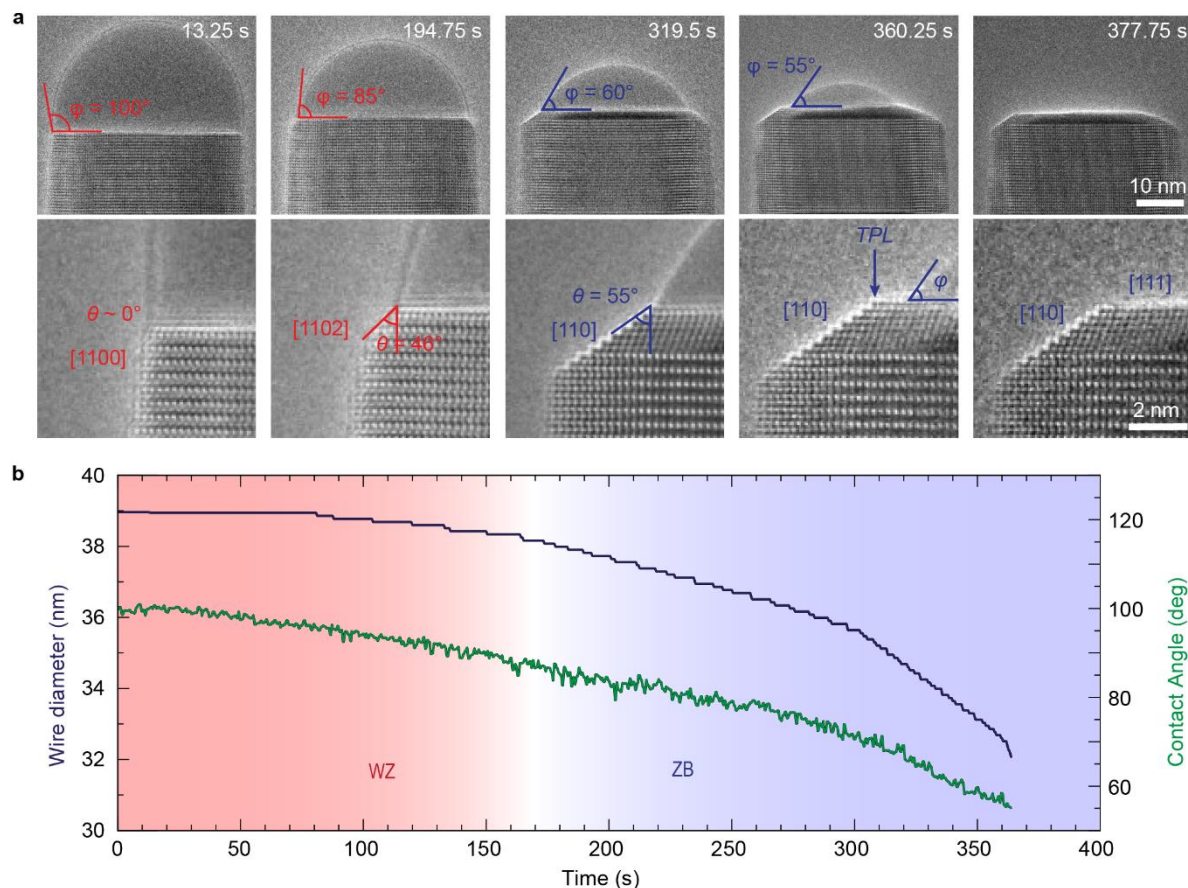 a
13.25 s
194.75 s
319.5 s
360.25 s
377.75 s
φ = 100°
φ = 85°
φ = 60°
φ = 55°
10 nm
θ ~ 0°
[1100]
[1102]
θ = 46°
θ = 55°
[110]
TPL
[110]
φ
[110]
[111]
2 nm
b
40
38
36
34
32
30
Wire diameter (nm)
120
100
80
60
Contact Angle (deg)
WZ
ZB
0
50
100
150
200
250
300
350
400
Time (s)